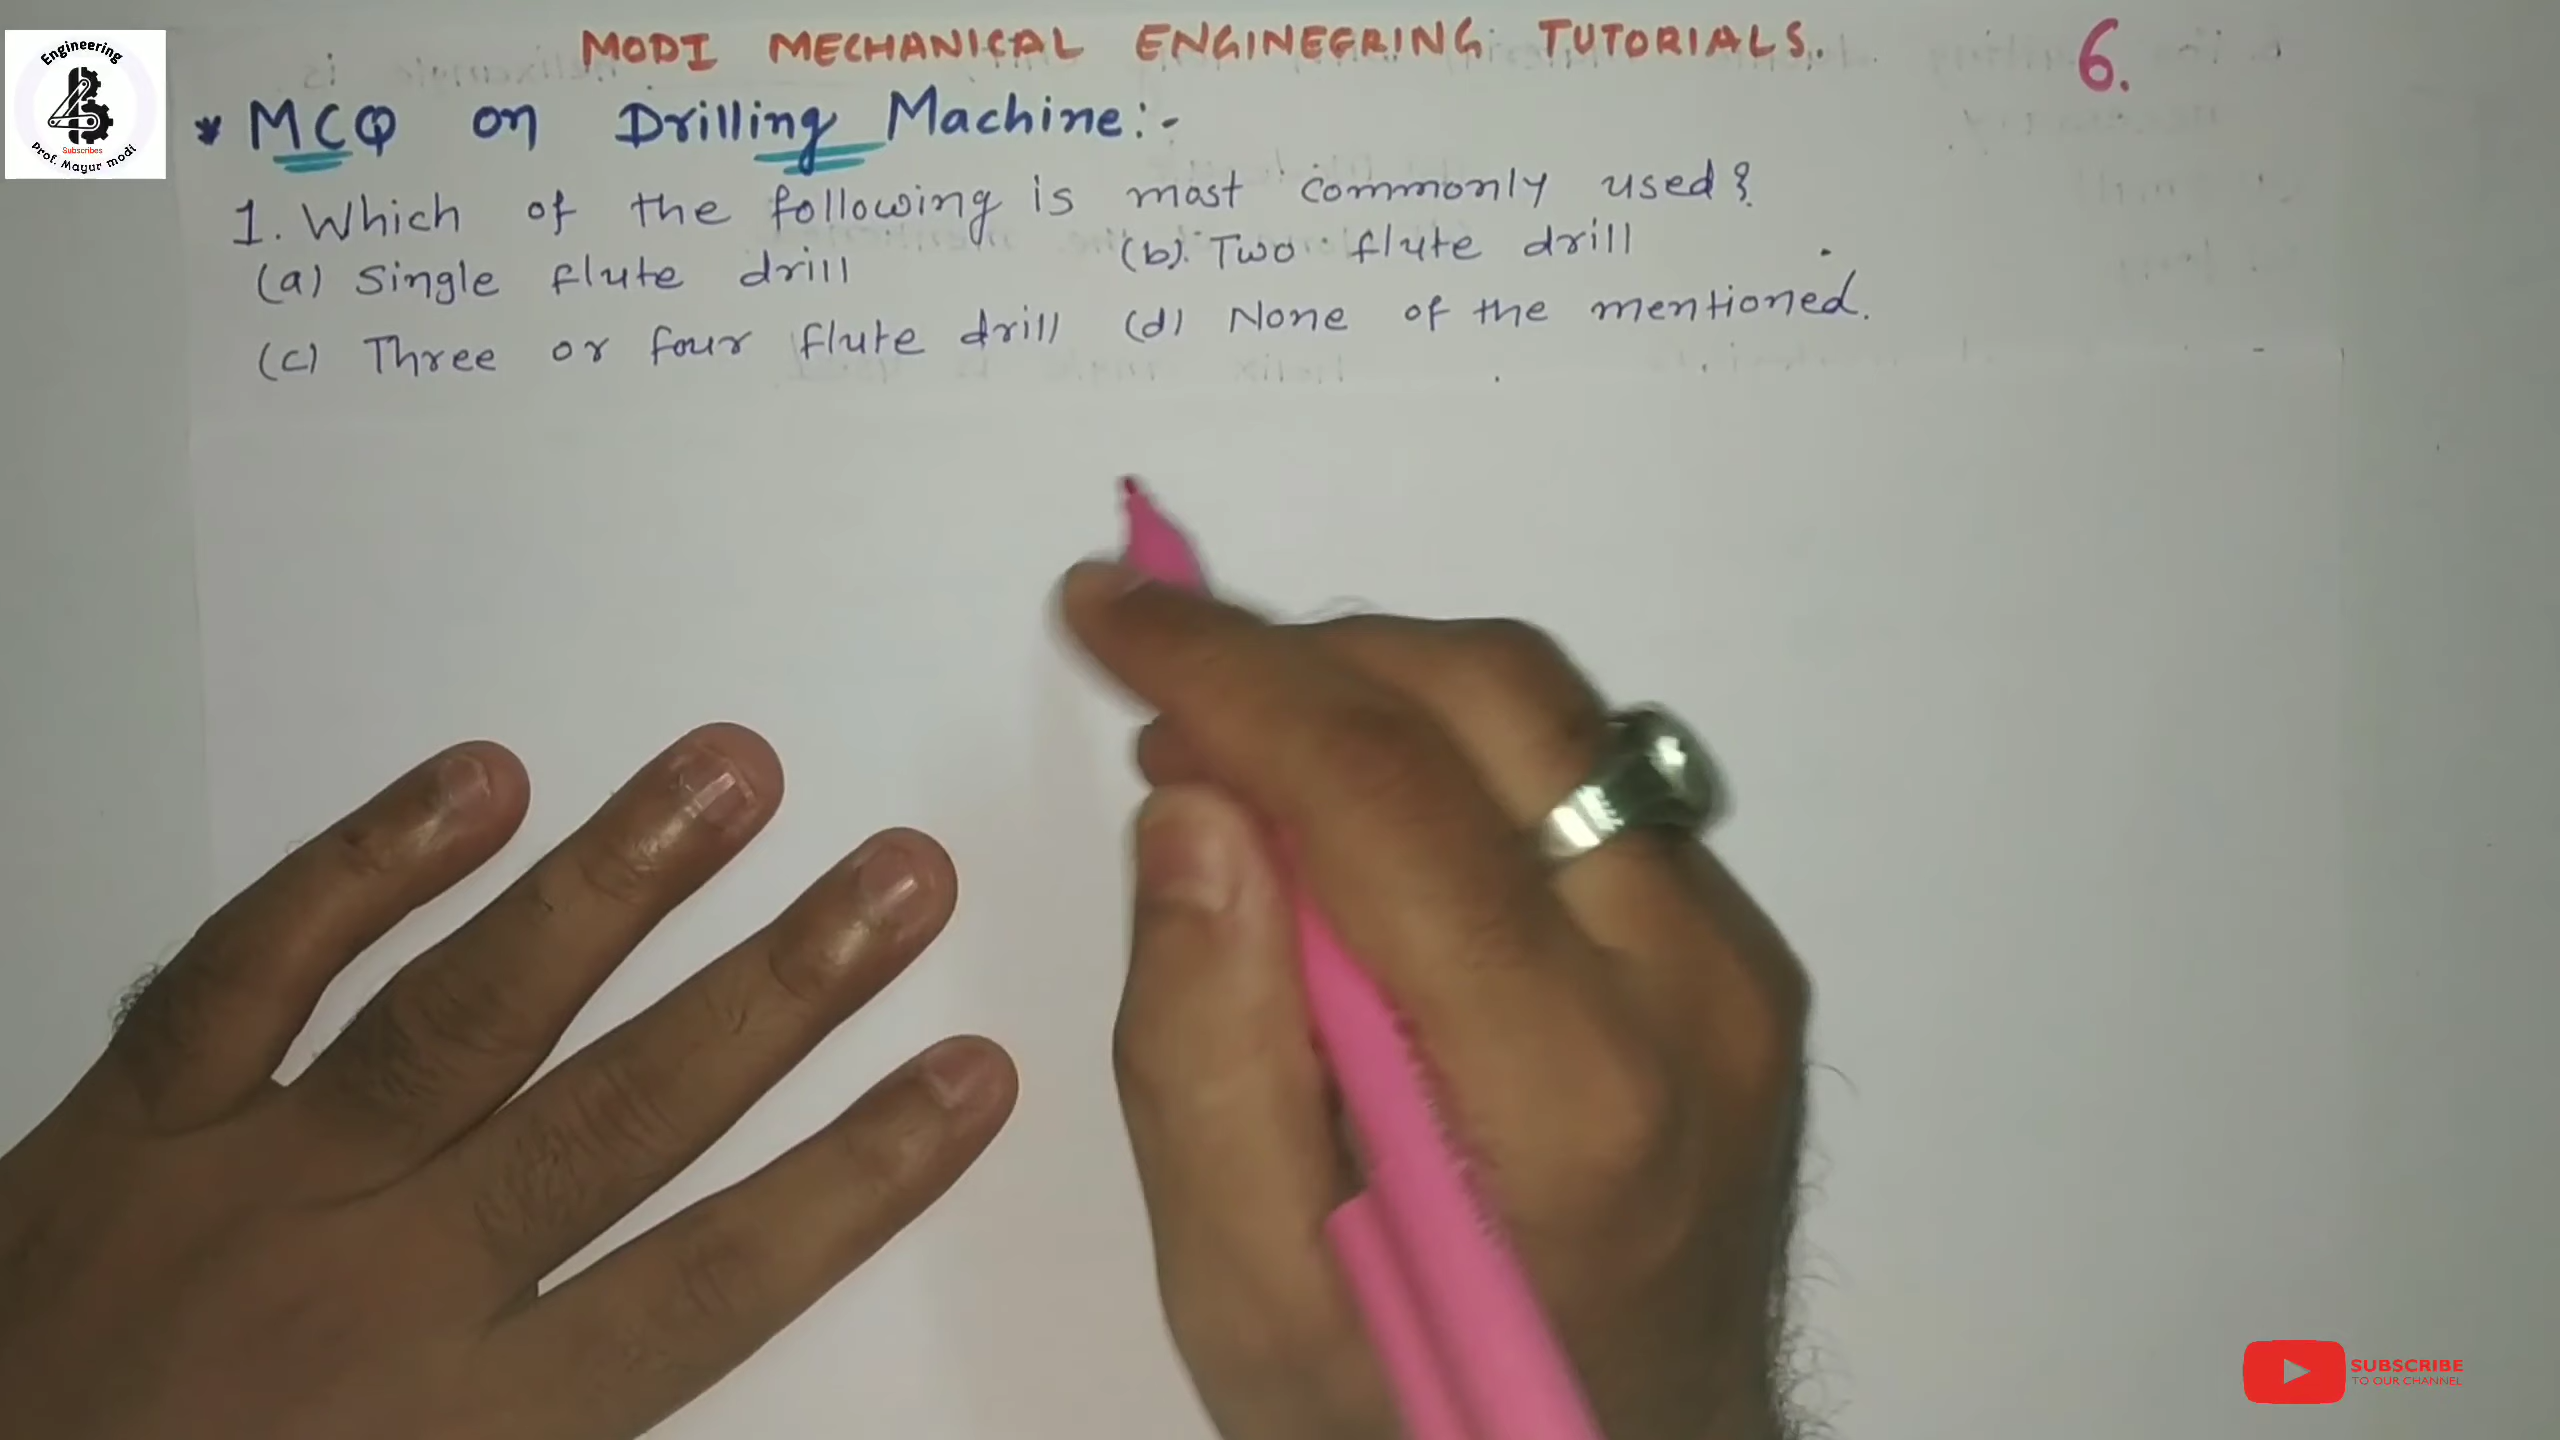 Engineering
Subscribes
Prof. Mayur modi
MODI MECHANICAL ENGINEERING TUTORIALS.
6.
* MCQ on Drilling Machine:-
1. Which of the following is most commonly used?
(a) Single flute drill (b). Two flute drill
(c) Three or four flute drill (d) None of the mentioned.
SUBSCRIBE
TO OUR CHANNEL